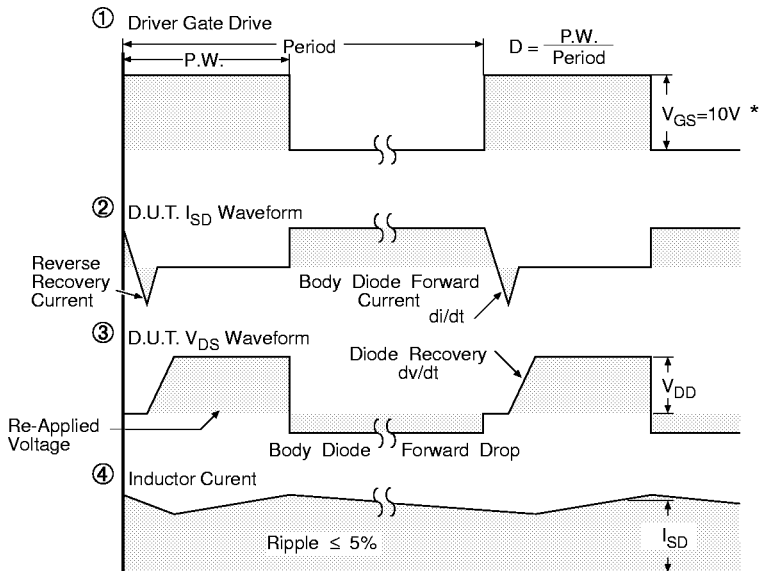 ① Driver Gate Drive
Period
P.W.
D = P.W. / Period
V_GS=10V *
② D.U.T. I_SD Waveform
Reverse
Recovery
Current
Body Diode Forward
Current
di/dt
③ D.U.T. V_DS Waveform
Diode Recovery
dv/dt
V_DD
Re-Applied
Voltage
Body Diode Forward Drop
④ Inductor Curent
Ripple ≤ 5%
I_SD